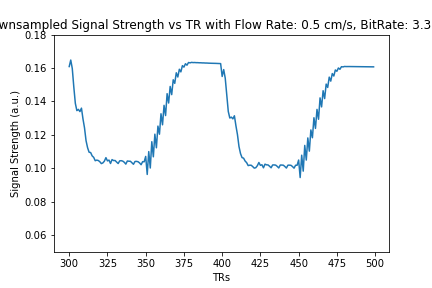 wnsampled Signal Strength vs TR with Flow Rate: 0.5 cm/s, BitRate: 3.3
0.18
0.16
0.14
0.12
0.10
0.08
0.06
Signal Strength (a.u.)
300 325 350 375 400 425 450 475 500
TRs